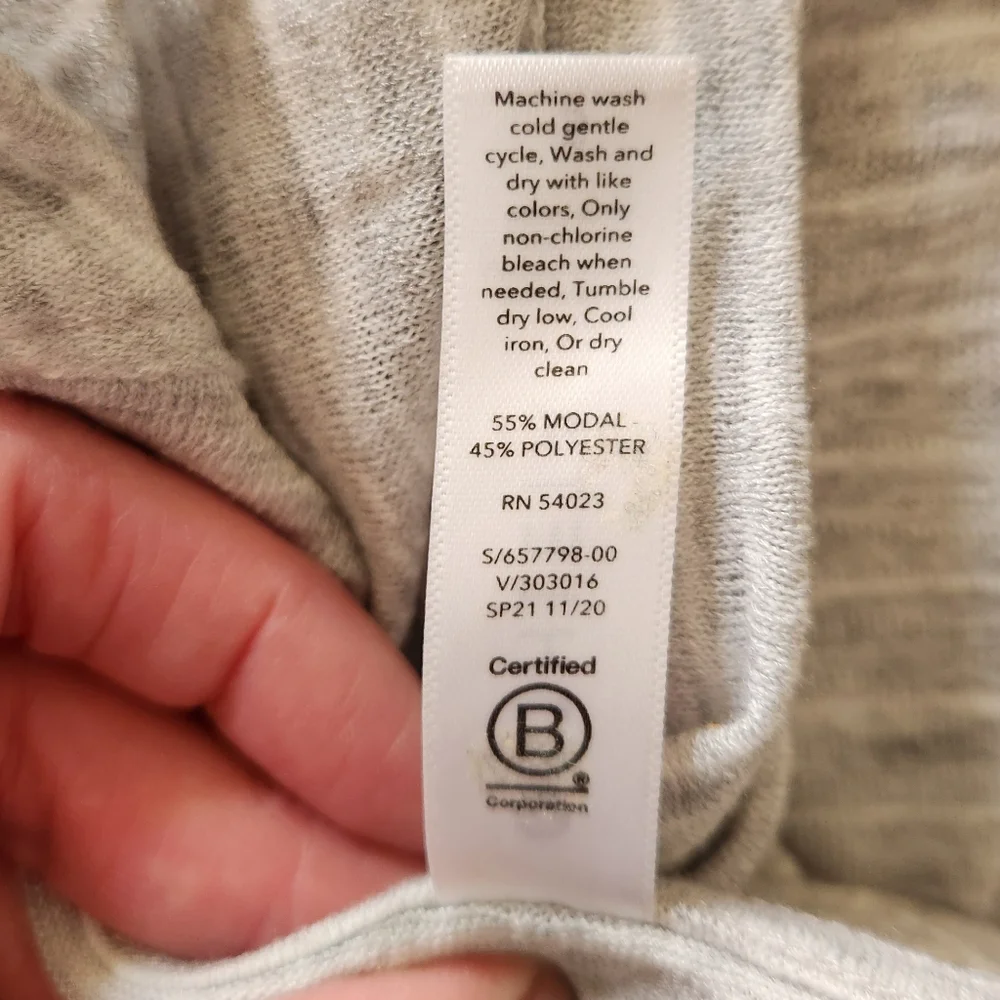 Machine wash
cold gentle
cycle, Wash and
dry with like
colors, Only
non-chlorine
bleach when
needed, Tumble
dry low, Cool
iron, Or dry
clean
55% MODAL -
45% POLYESTER
RN 54023
S/657798-00
V/303016
SP21 11/20
Certified
B
®
Corporation